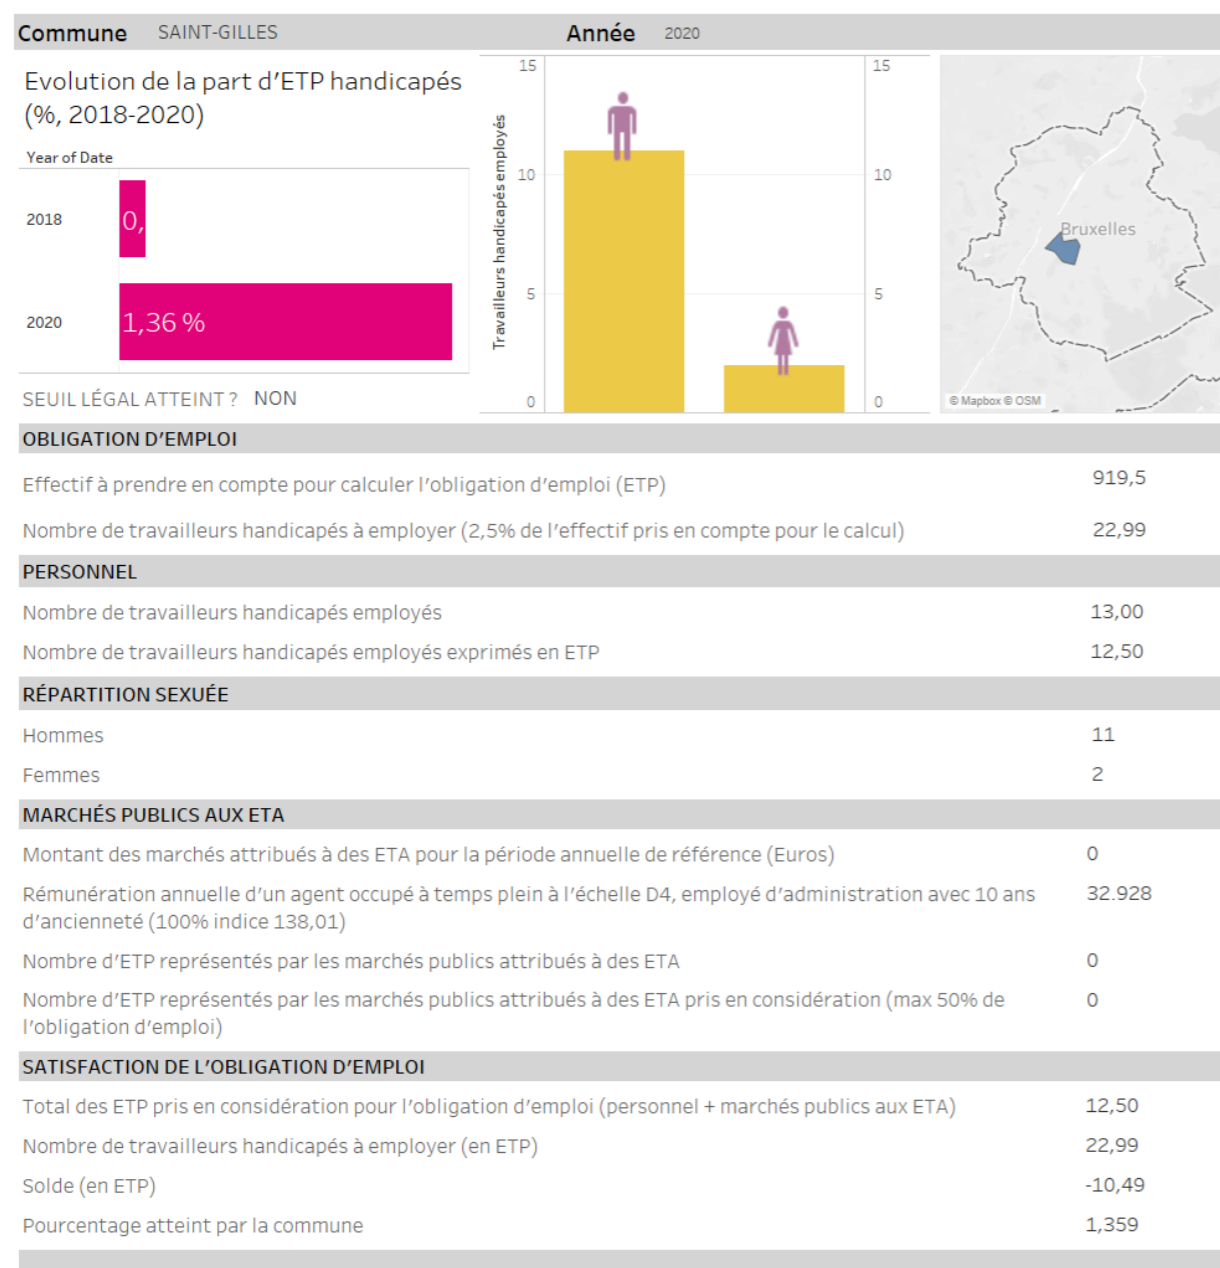 Commune SAINT-GILLES Année 2020
Evolution de la part d'ETP handicapés
(%, 2018-2020)
Year of Date
2018 0,
2020 1,36 %
SEUIL LÉGAL ATTEINT ? NON
Travailleurs handicapés employés
15 15
10 10
5 5
0 0
Bruxelles
© Mapbox © OSM
OBLIGATION D'EMPLOI
Effectif à prendre en compte pour calculer l'obligation d'emploi (ETP) 919,5
Nombre de travailleurs handicapés à employer (2,5% de l'effectif pris en compte pour le calcul) 22,99
PERSONNEL
Nombre de travailleurs handicapés employés 13,00
Nombre de travailleurs handicapés employés exprimés en ETP 12,50
RÉPARTITION SEXUÉE
Hommes 11
Femmes 2
MARCHÉS PUBLICS AUX ETA
Montant des marchés attribués à des ETA pour la période annuelle de référence (Euros) 0
Rémunération annuelle d'un agent occupé à temps plein à l'échelle D4, employé d'administration avec 10 ans 32.928
d'ancienneté (100% indice 138,01)
Nombre d'ETP représentés par les marchés publics attribués à des ETA 0
Nombre d'ETP représentés par les marchés publics attribués à des ETA pris en considération (max 50% de 0
l'obligation d'emploi)
SATISFACTION DE L'OBLIGATION D'EMPLOI
Total des ETP pris en considération pour l'obligation d'emploi (personnel + marchés publics aux ETA) 12,50
Nombre de travailleurs handicapés à employer (en ETP) 22,99
Solde (en ETP) -10,49
Pourcentage atteint par la commune 1,359